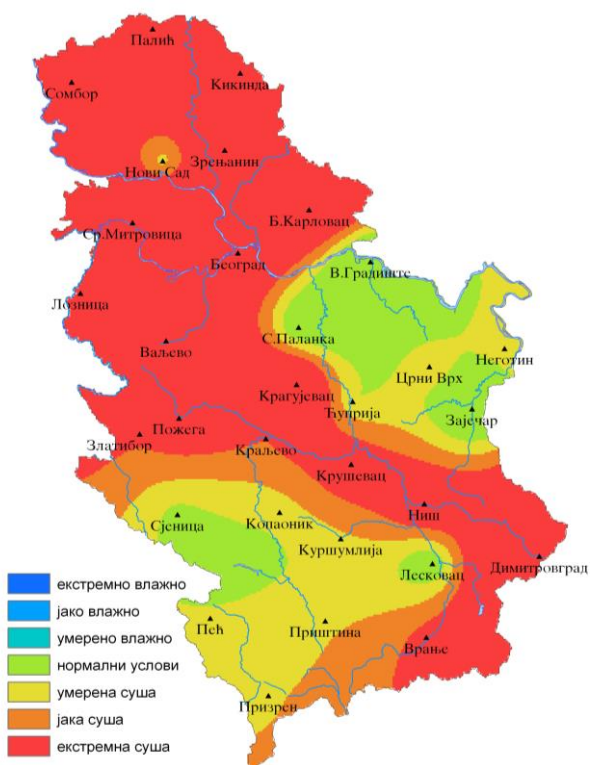 Палић
Кикинда
Сомбор
Зрењанин
Нови Сад
Б.Карловац
Ср.Митровица
Београд
В.Градиште
Лозница
С.Паланка
Ваљево
Неготин
Црни Врх
Крагујевац
Ћуприја
Зајечар
Пожега
Златибор
Краљево
Крушевац
Ниш
Сјеница
Копаоник
Куршумлија
Димитровград
Лесковац
Пећ
Приштина
Врање
Призрен
екстремно влажно
јако влажно
умерено влажно
нормални услови
умерена суша
јака суша
екстремна суша